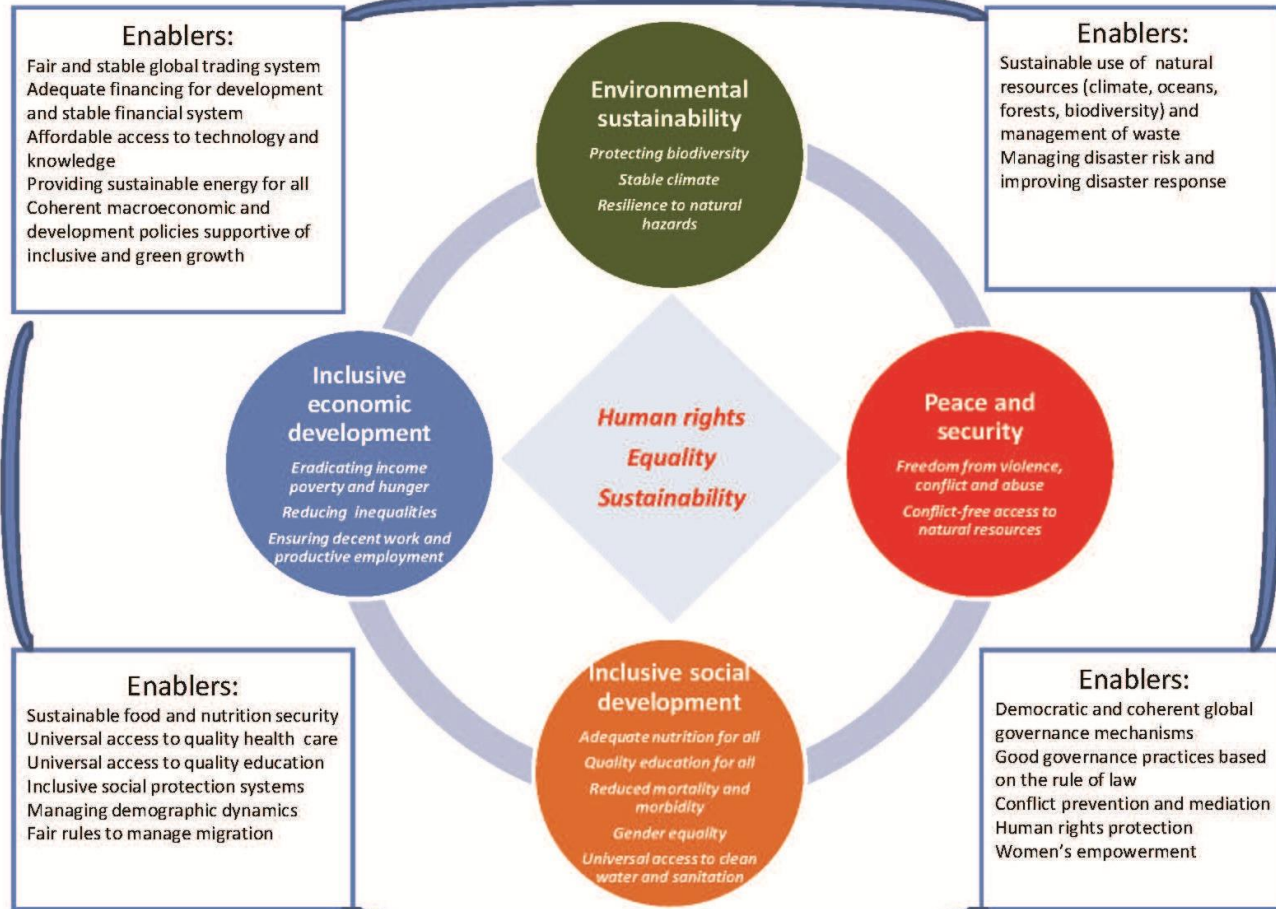 Enablers:
Fair and stable global trading system
Adequate financing for development
and stable financial system
Affordable access to technology and
knowledge
Providing sustainable energy for all
Coherent macroeconomic and
development policies supportive of
inclusive and green growth
Environmental
sustainability
Protecting biodiversity
Stable climate
Resilience to natural
hazards
Enablers:
Sustainable use of natural
resources (climate, oceans,
forests, biodiversity) and
management of waste
Managing disaster risk and
improving disaster response
Inclusive
economic
development
Eradicating income
poverty and hunger
Reducing inequalities
Ensuring decent work and
productive employment
Human rights
Equality
Sustainability
Peace and
security
Freedom from violence,
conflict and abuse
Conflict-free access to
natural resources
Enablers:
Sustainable food and nutrition security
Universal access to quality health care
Universal access to quality education
Inclusive social protection systems
Managing demographic dynamics
Fair rules to manage migration
Inclusive social
development
Adequate nutrition for all
Quality education for all
Reduced mortality and
morbidity
Gender equality
Universal access to clean
water and sanitation
Enablers:
Democratic and coherent global
governance mechanisms
Good governance practices based
on the rule of law
Conflict prevention and mediation
Human rights protection
Women's empowerment